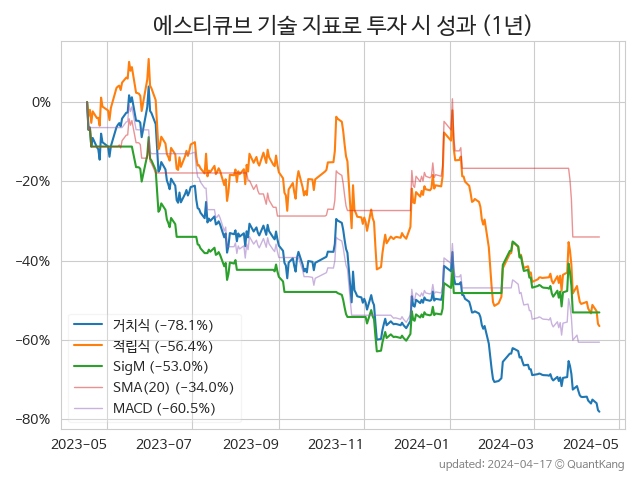 에스티큐브 기술 지표로 투자 시 성과 (1년)
0%
−20%
−40%
−60%
−80%
거치식 (−78.1%)
적립식 (−56.4%)
SigM (−53.0%)
SMA(20) (−34.0%)
MACD (−60.5%)
2023-05
2023-07
2023-09
2023-11
2024-01
2024-03
2024-05
updated: 2024-04-17 © QuantKang